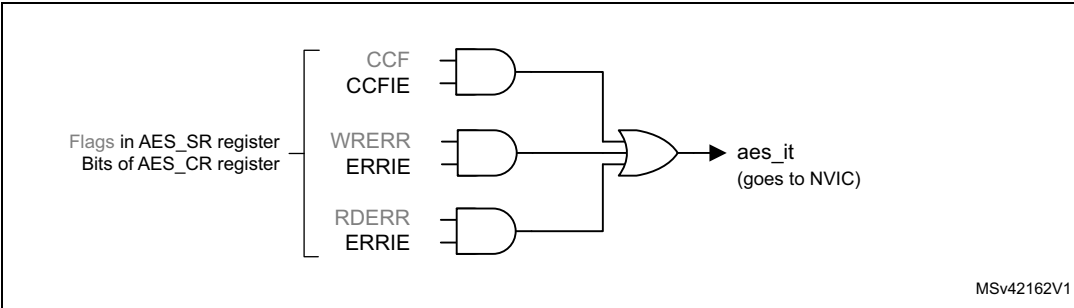 CCF
CCFIE
Flags in AES_SR register
Bits of AES_CR register
WRERR
ERRIE
RDERR
ERRIE
aes_it
(goes to NVIC)
MSv42162V1